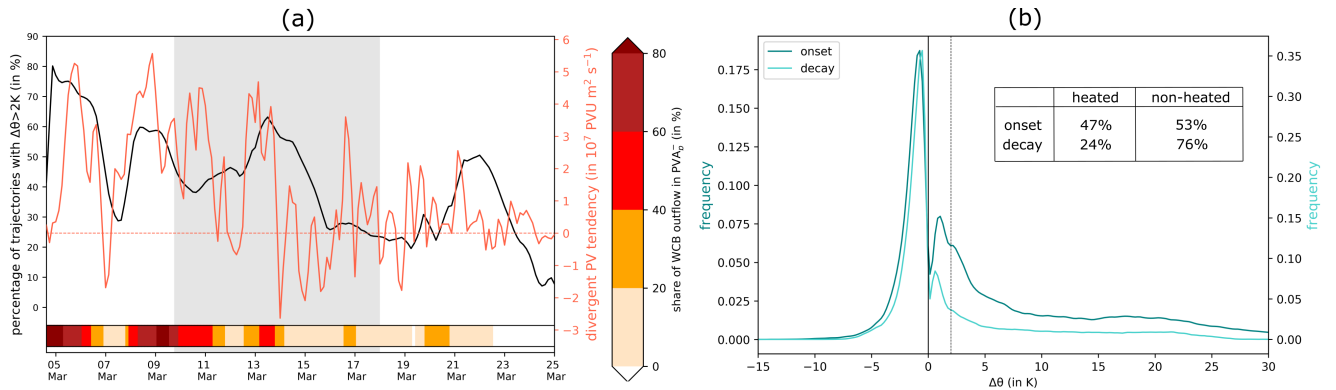 (a)
percentage of trajectories with Δθ>2K (in %)
90
80
70
60
50
40
30
20
10
0
6
5
4
3
2
1
0
−1
−2
−3
divergent PV tendency (in 10⁷ PVU m² s⁻¹)
05
Mar
07
Mar
09
Mar
11
Mar
13
Mar
15
Mar
17
Mar
19
Mar
21
Mar
23
Mar
25
Mar
80
60
40
20
0
share of WCB outflow in PVA_D⁻ (in %)
(b)
frequency
0.175
0.150
0.125
0.100
0.075
0.050
0.025
0.000
onset
decay
heated non-heated
onset 47% 53%
decay 24% 76%
0.35
0.30
0.25
0.20
0.15
0.10
0.05
0.00
frequency
−15 −10 −5 0 5 10 15 20 25 30
Δθ (in K)